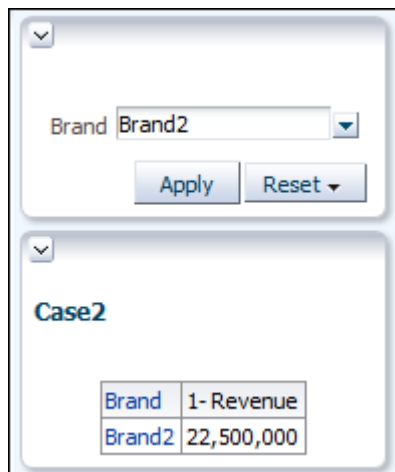 Brand Brand2
Apply Reset
Case2
Brand 1- Revenue
Brand2 22,500,000